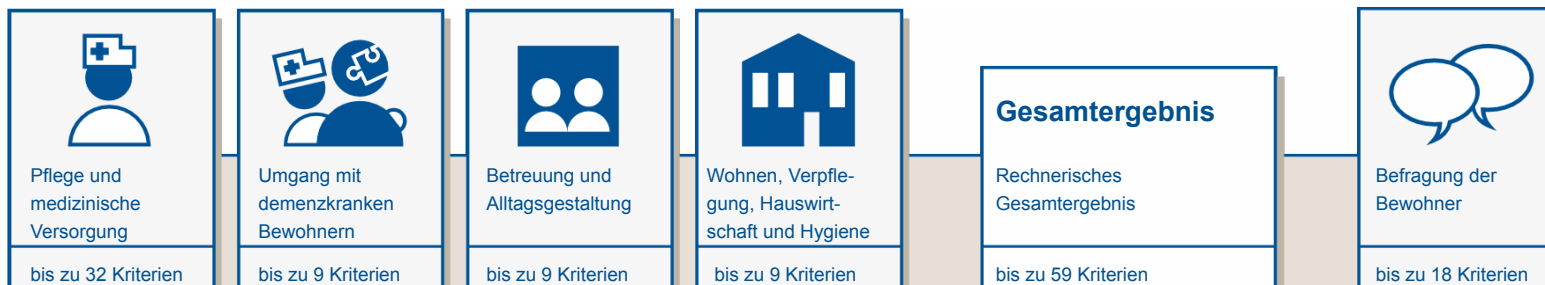 Pflege und
medizinische
Versorgung
bis zu 32 Kriterien
Umgang mit
demenzkranken
Bewohnern
bis zu 9 Kriterien
Betreuung und
Alltagsgestaltung
bis zu 9 Kriterien
Wohnen, Verpfle-
gung, Hauswirt-
schaft und Hygiene
bis zu 9 Kriterien
Gesamtergebnis
Rechnerisches
Gesamtergebnis
bis zu 59 Kriterien
Befragung der
Bewohner
bis zu 18 Kriterien